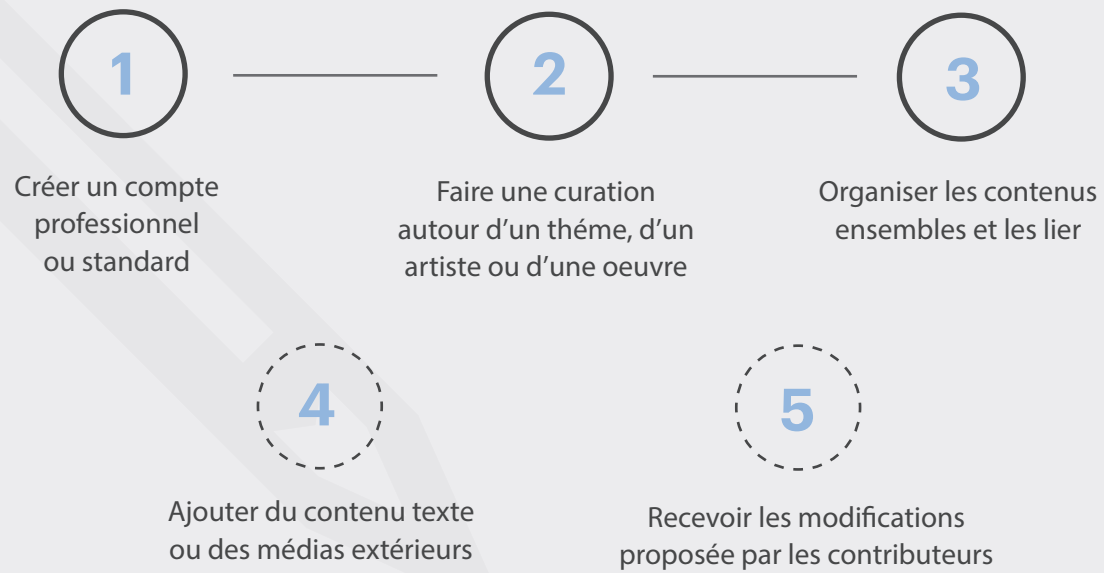 1
Créer un compte
professionnel
ou standard
2
Faire une curation
autour d’un théme, d’un
artiste ou d’une oeuvre
3
Organiser les contenus
ensembles et les lier
4
Ajouter du contenu texte
ou des médias extérieurs
5
Recevoir les modifications
proposée par les contributeurs